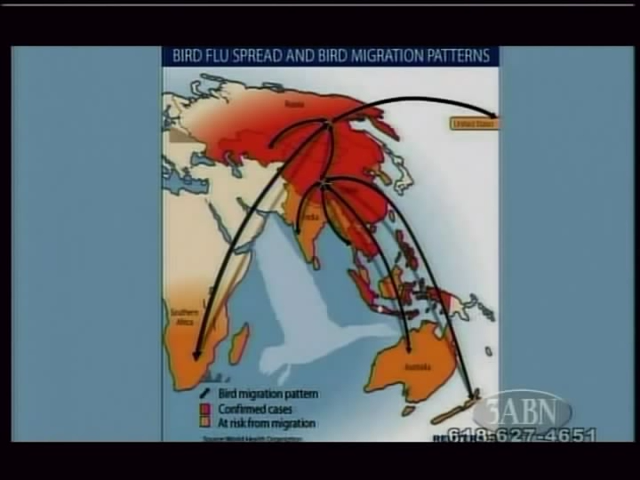 BIRD FLU SPREAD AND BIRD MIGRATION PATTERNS
Russia
United States
India
Southern
Africa
Australia
Bird migration pattern
Confirmed cases
At risk from migration
Source: World Health Organization
3ABN
REUTERS
618-627-4651